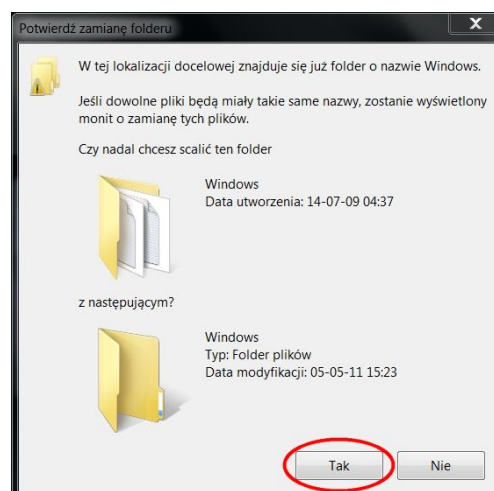 Potwierdź zamianę folderu
X
W tej lokalizacji docelowej znajduje się już folder o nazwie Windows.
Jeśli dowolne pliki będą miały takie same nazwy, zostanie wyświetlony
monit o zamianę tych plików.
Czy nadal chcesz scalić ten folder
Windows
Data utworzenia: 14-07-09 04:37
z następującym?
Windows
Typ: Folder plików
Data modyfikacji: 05-05-11 15:23
Tak Nie